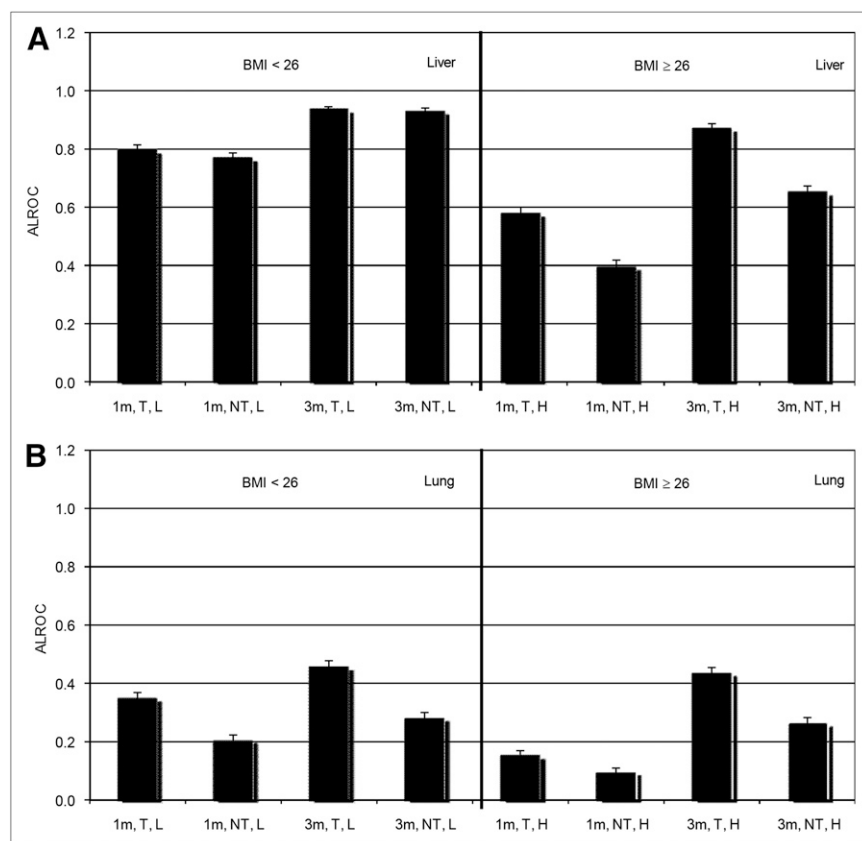 A
1.2
BMI < 26 Liver BMI ≥ 26 Liver
1.0
0.8
ALROC
0.6
0.4
0.2
0.0
1m, T, L 1m, NT, L 3m, T, L 3m, NT, L 1m, T, H 1m, NT, H 3m, T, H 3m, NT, H
B
1.2
BMI < 26 Lung BMI ≥ 26 Lung
1.0
0.8
ALROC
0.6
0.4
0.2
0.0
1m, T, L 1m, NT, L 3m, T, L 3m, NT, L 1m, T, H 1m, NT, H 3m, T, H 3m, NT, H